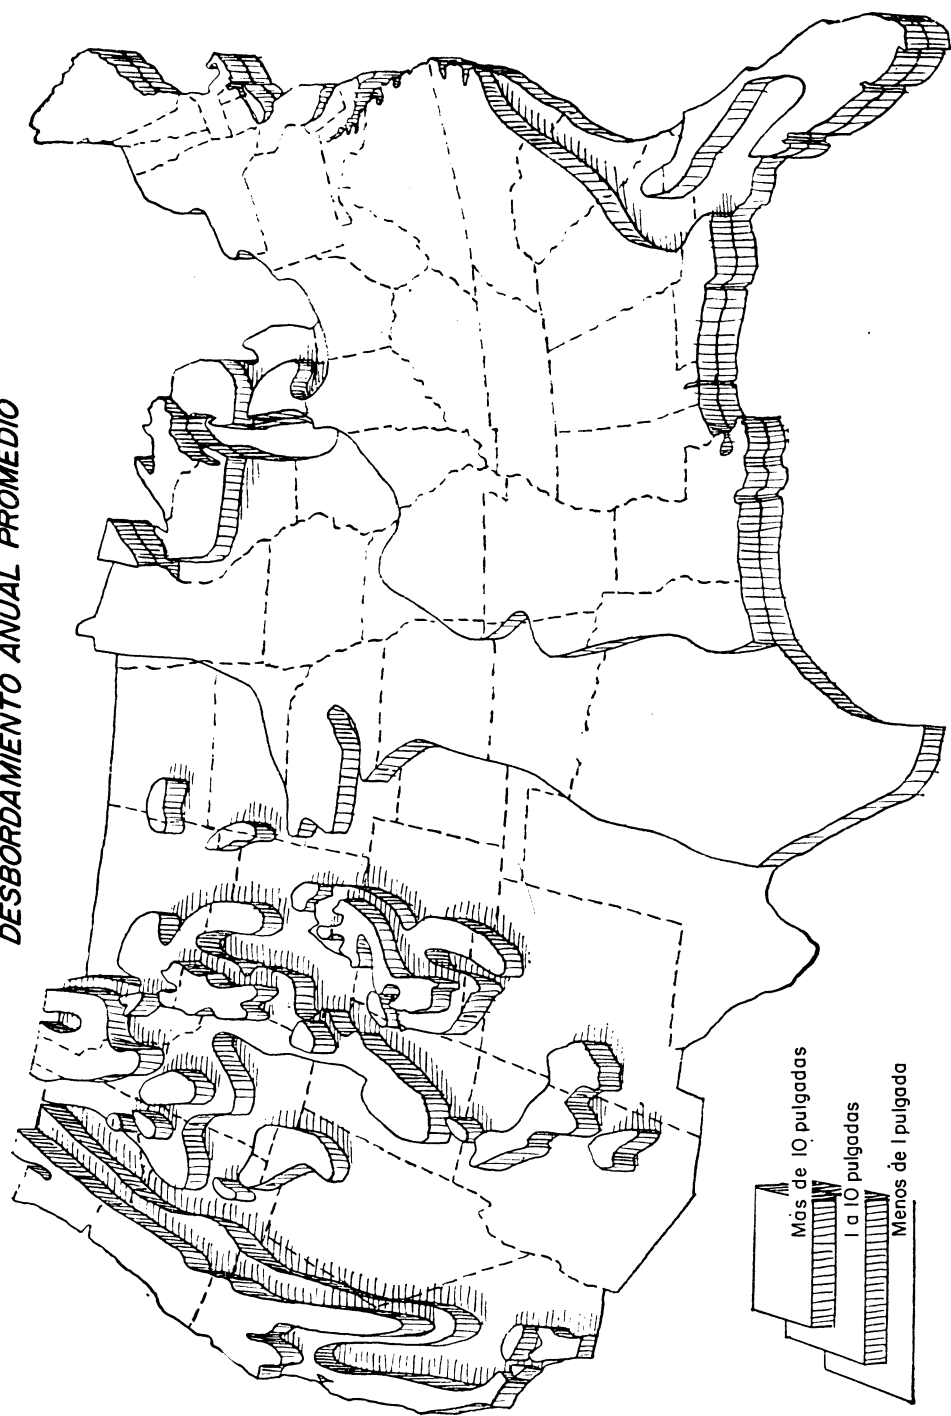 DESBORDAMIENTO ANUAL PROMEDIO
Más de 10 pulgadas
1 a 10 pulgadas
Menos de 1 pulgada